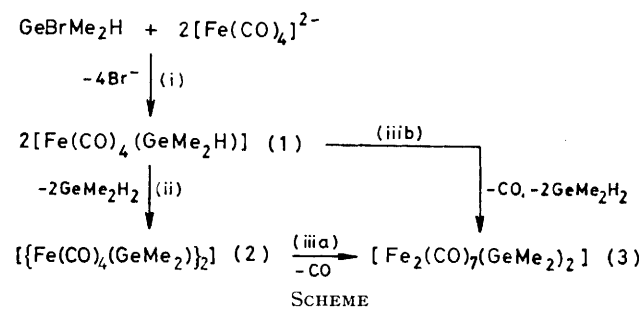 GeBrMe₂H + 2[Fe(CO)₄]²⁻
-4Br⁻ (i)
2[Fe(CO)₄(GeMe₂H)] (1) (iiib)
-2GeMe₂H₂ (ii) -CO, -2GeMe₂H₂
[{Fe(CO)₄(GeMe₂)}₂] (2) (iiia) -CO [Fe₂(CO)₇(GeMe₂)₂] (3)
SCHEME